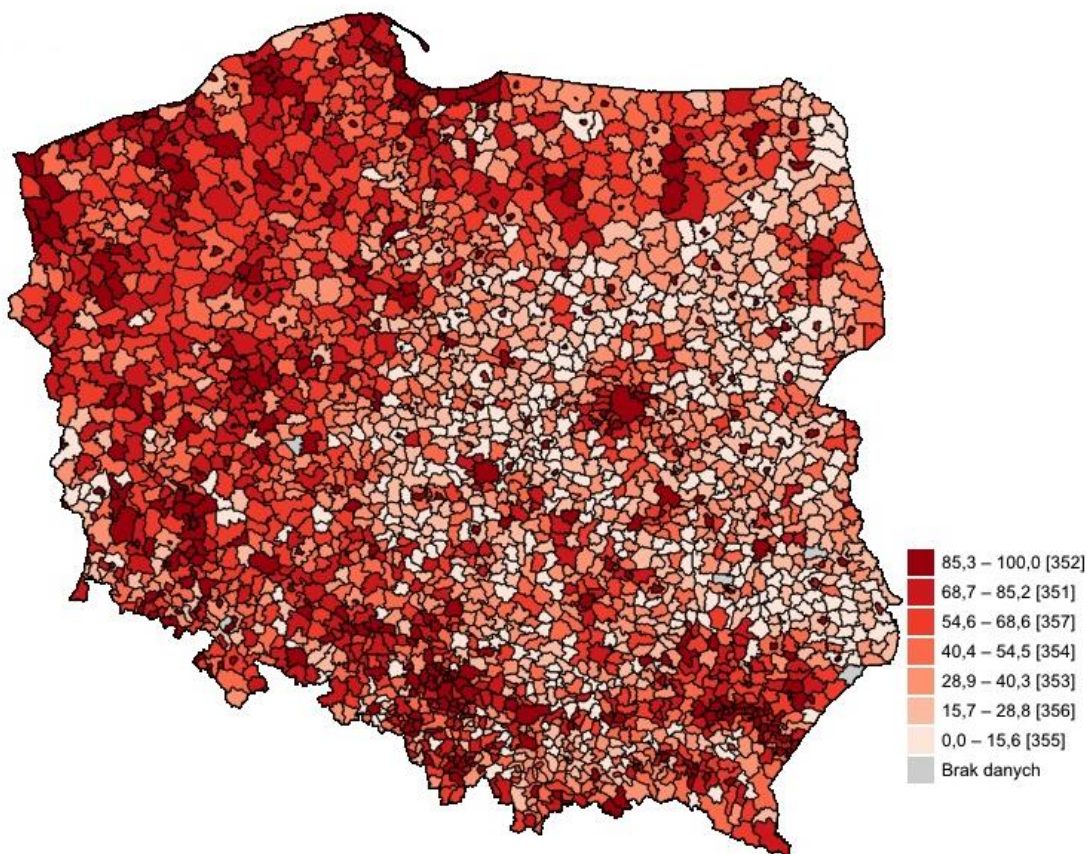 85,3 – 100,0 [352]
68,7 – 85,2 [351]
54,6 – 68,6 [357]
40,4 – 54,5 [354]
28,9 – 40,3 [353]
15,7 – 28,8 [356]
0,0 – 15,6 [355]
Brak danych